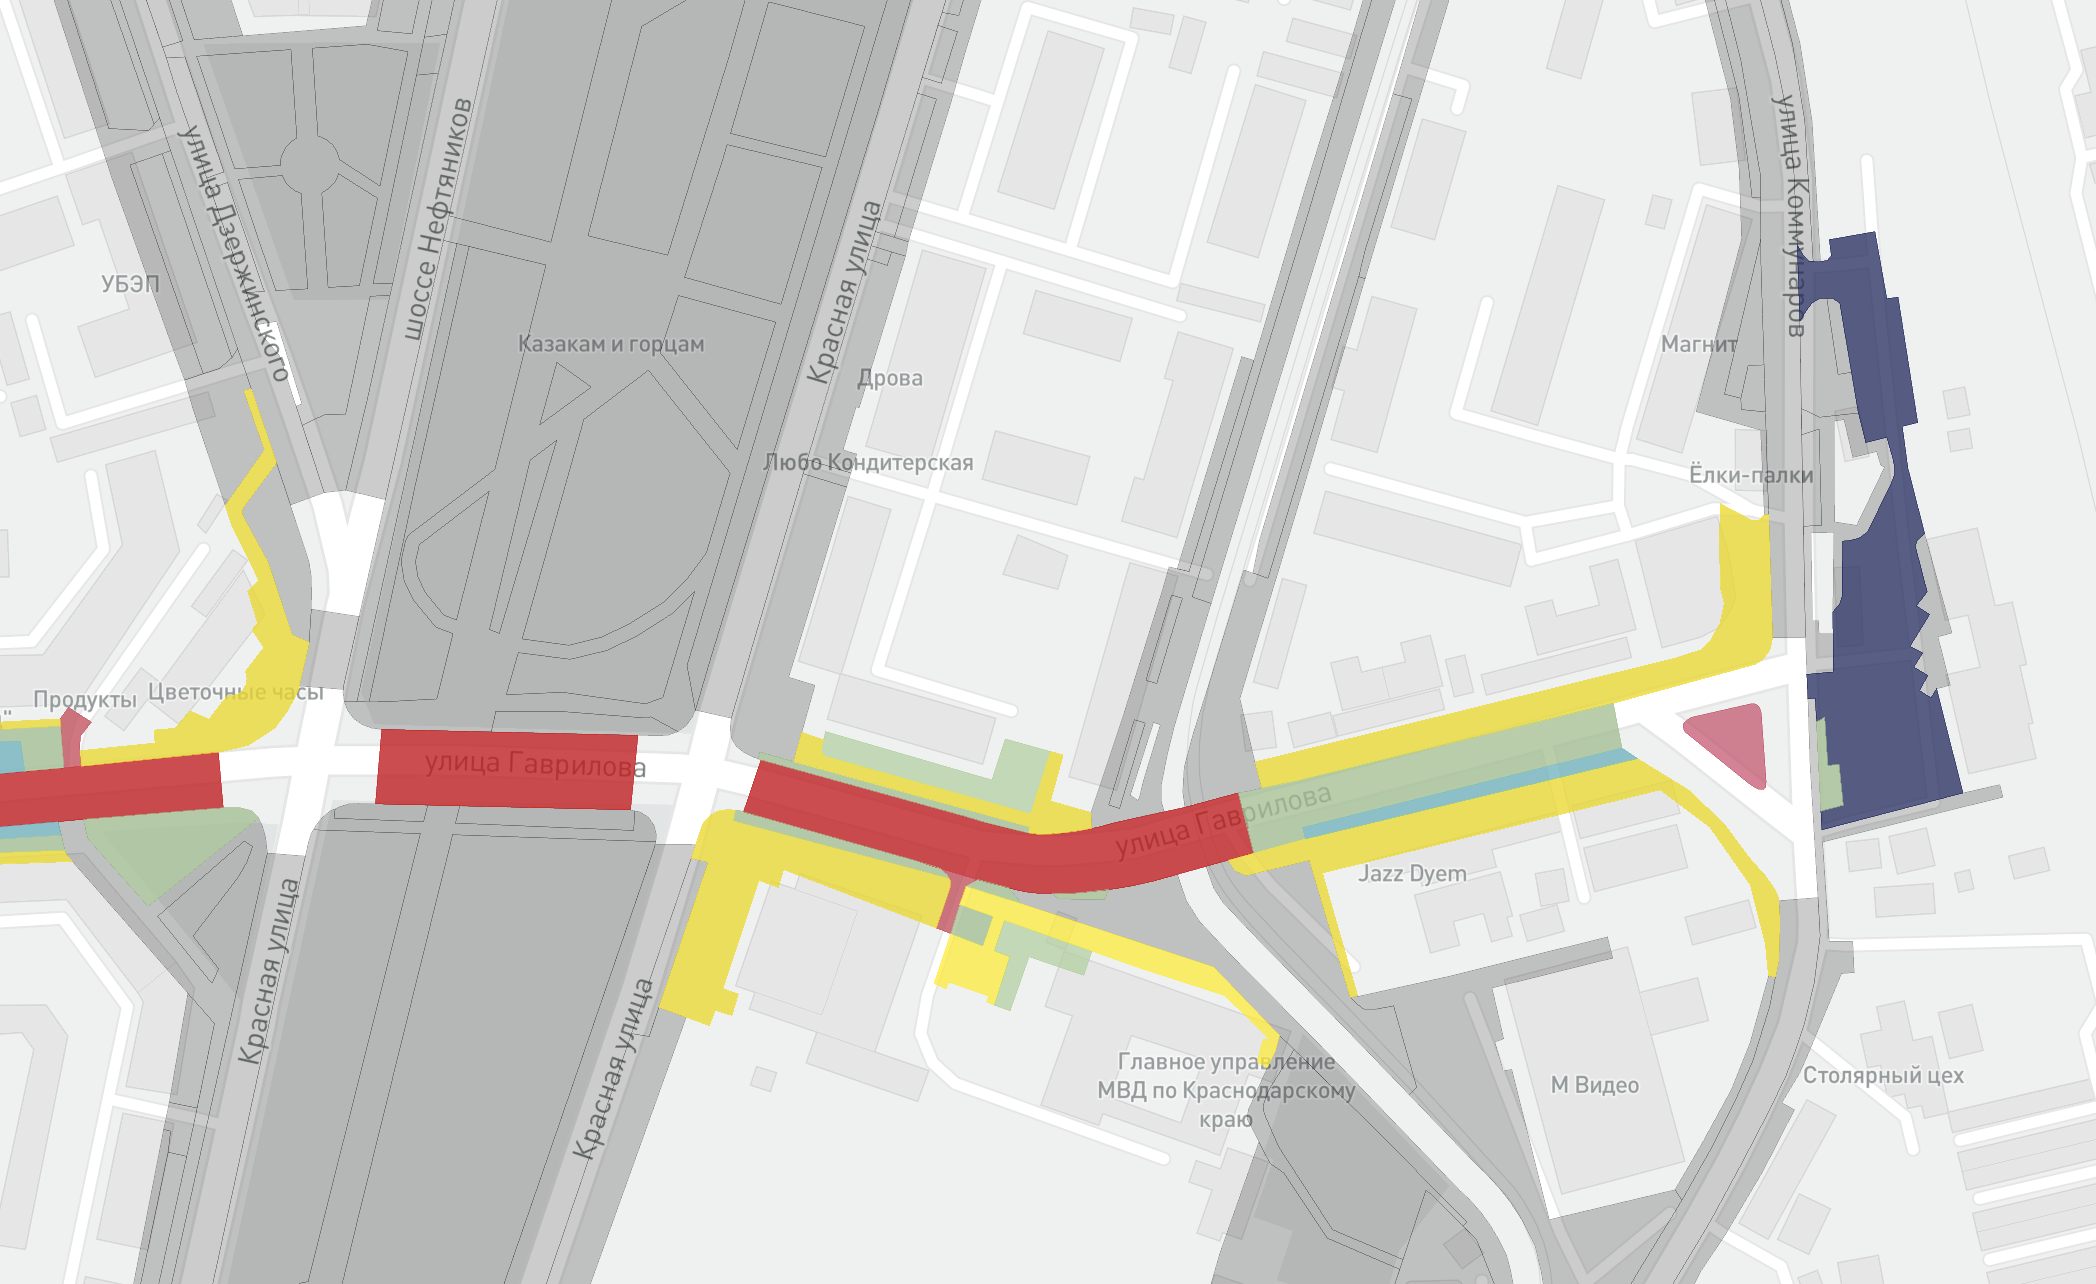 улица Дзержинского
шоссе Нефтяников
Красная улица
улица Коммунаров
УБЭП
Казакам и горцам
Дрова
Магнит
Любо Кондитерская
Ёлки-палки
Продукты
Цветочные часы
"
улица Гаврилова
улица Гаврилова
Jazz Dyem
Красная улица
Красная улица
Главное управление
МВД по Краснодарскому
краю
М Видео
Столярный цех